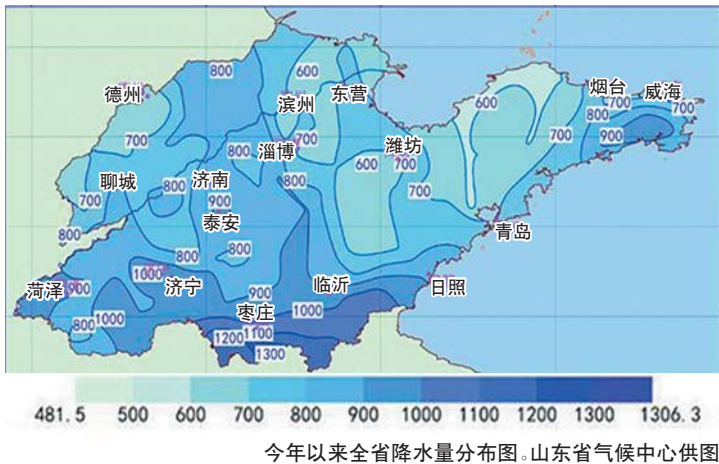 800
600
烟台
威海
德州
滨州
东营
600
700
700
800
700
900
700
700
淄博
潍坊
800
600
700
聊城
济南
800
700
800
700
900
泰安
800
青岛
800
800
1000
菏泽
900
济宁
临沂
日照
900
800
1000
枣庄
1000
1200
1100
1300
481.5 500 600 700 800 900 1000 1100 1200 1300 1306.3
今年以来全省降水量分布图。山东省气候中心供图